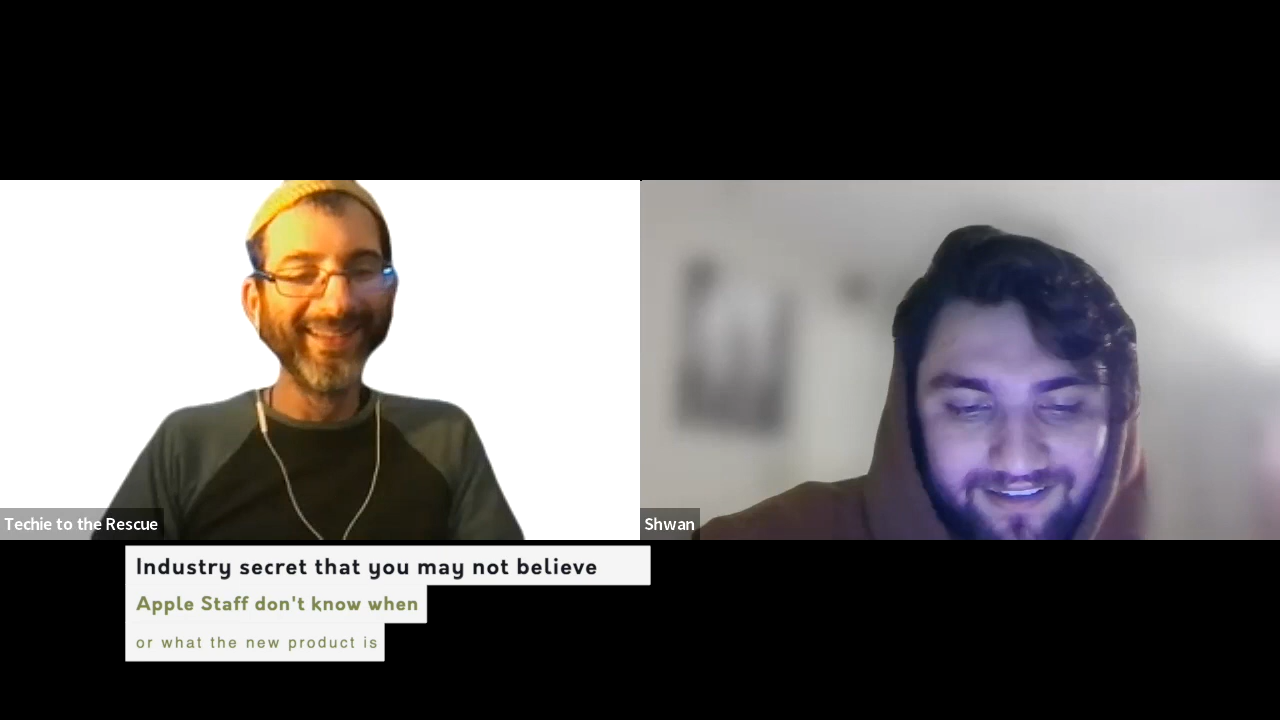 Techie to the Rescue
Shwan
Industry secret that you may not believe
Apple Staff don't know when
or what the new product is